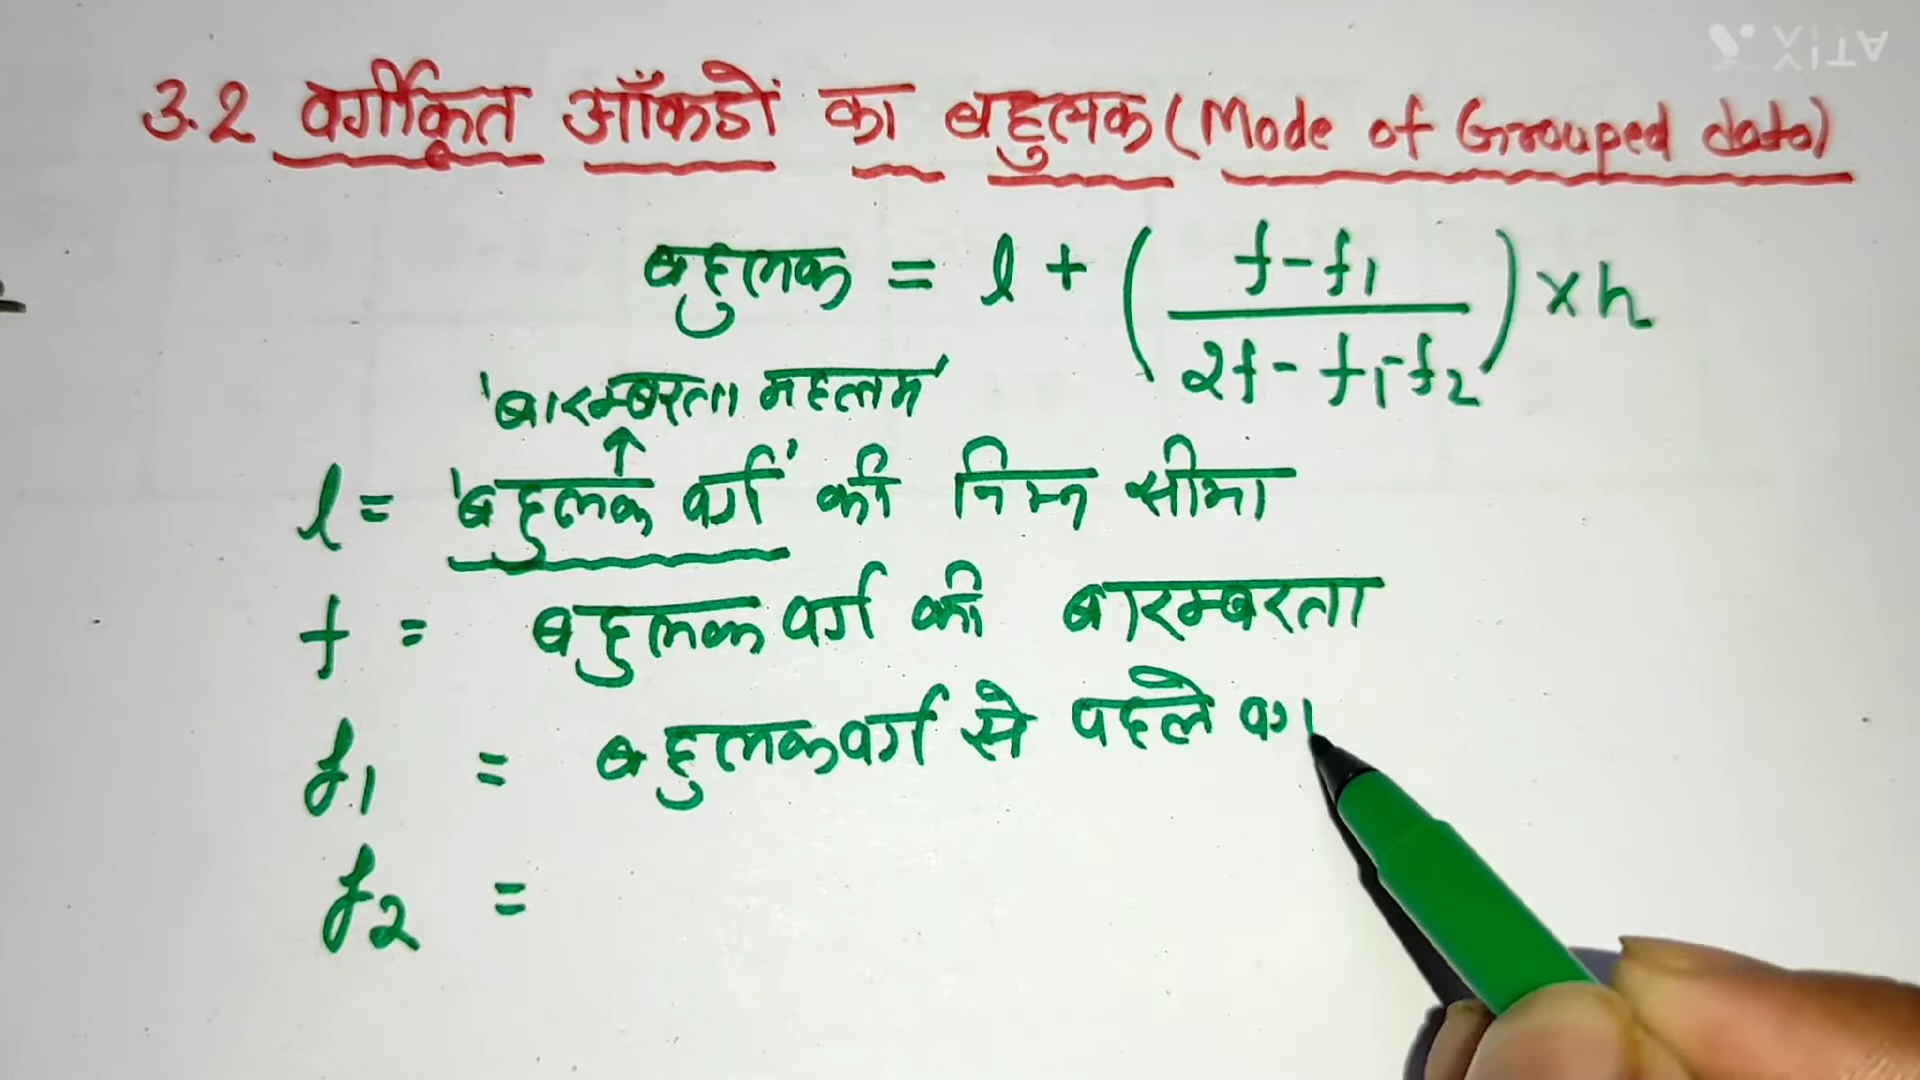 3.2 वर्गीकृत आँकडों का बहुलक (Mode of Grouped data)
बहुलक = l + ( f-f1 / 2f - f1-f2 ) × h
'बारम्बरता महत्तम'
↑
l = 'बहुलक वर्ग' की निम्न सीमा
f = बहुलक वर्ग की बारम्बरता
f1 = बहुलक वर्ग से पहले का
f2 =